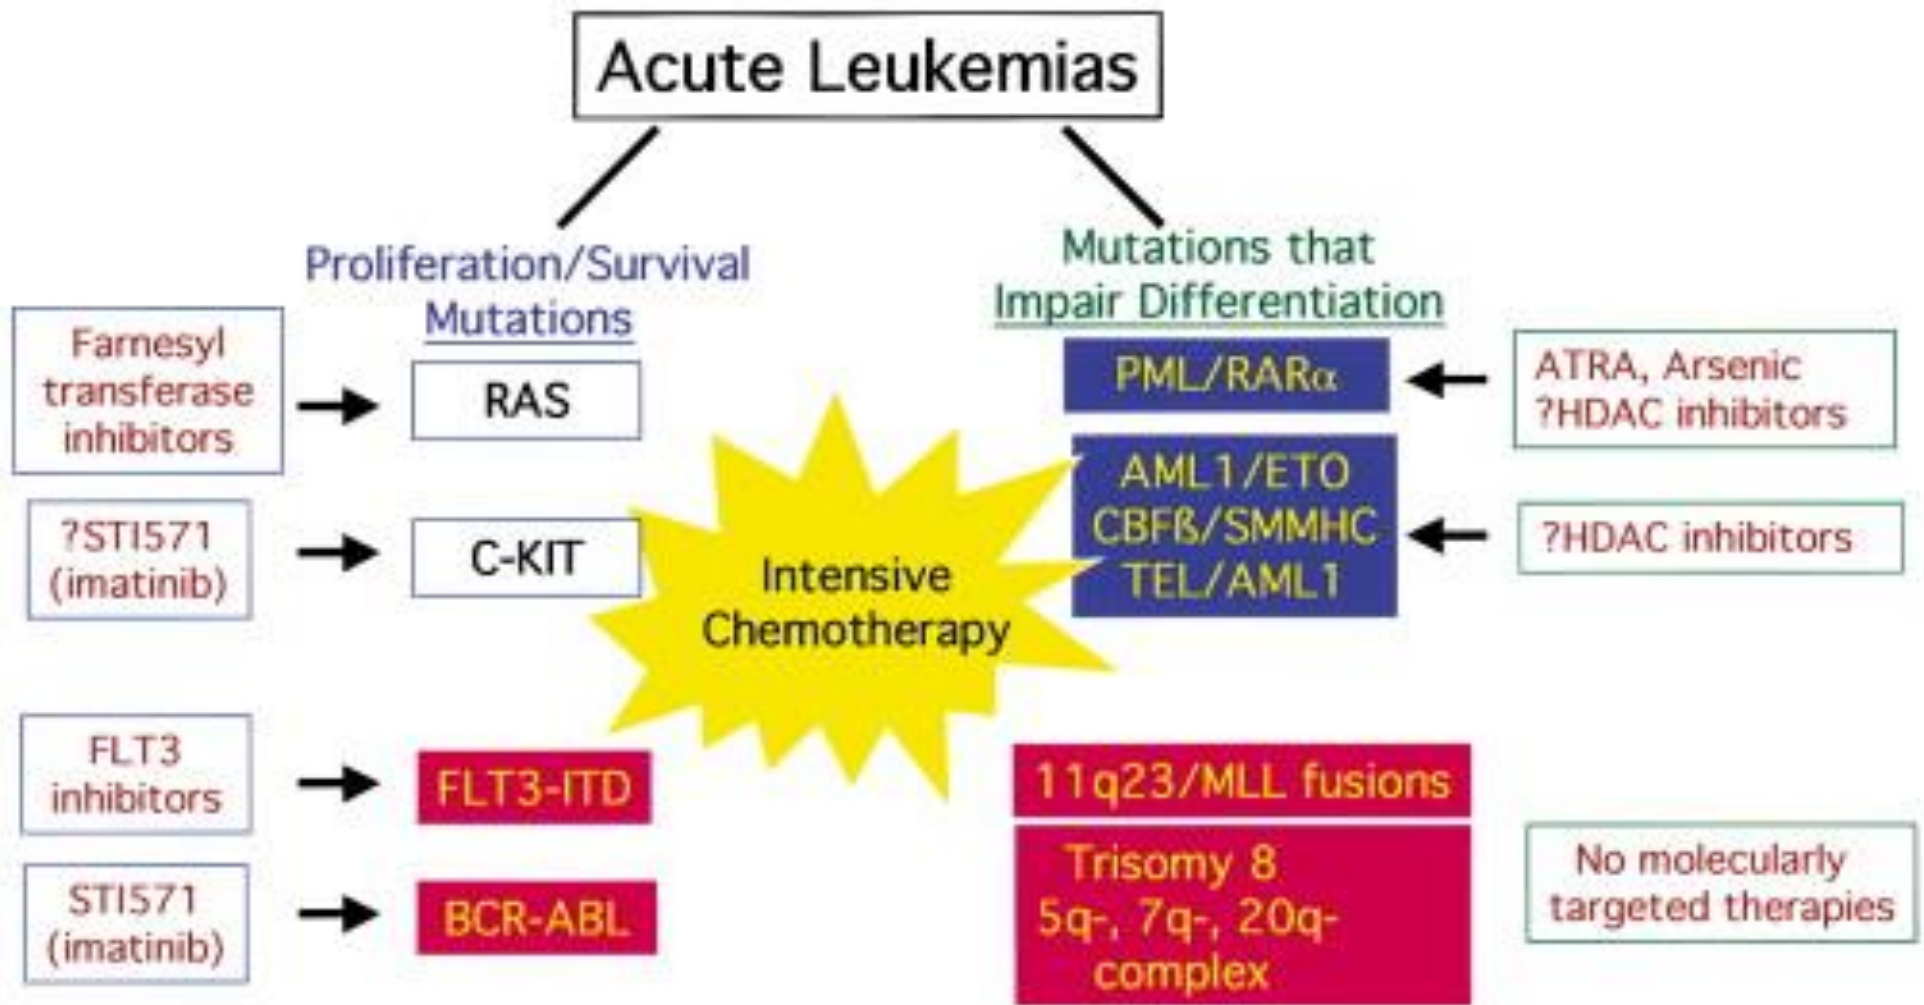 Acute Leukemias
Proliferation/Survival
Mutations
Farnesyl
transferase
inhibitors
RAS
?STI571
(imatinib)
C-KIT
FLT3
inhibitors
FLT3-ITD
STI571
(imatinib)
BCR-ABL
Intensive
Chemotherapy
Mutations that
Impair Differentiation
PML/RARα
ATRA, Arsenic
?HDAC inhibitors
AML1/ETO
CBFß/SMMHC
TEL/AML1
?HDAC inhibitors
11q23/MLL fusions
Trisomy 8
5q-, 7q-, 20q-
complex
No molecularly
targeted therapies